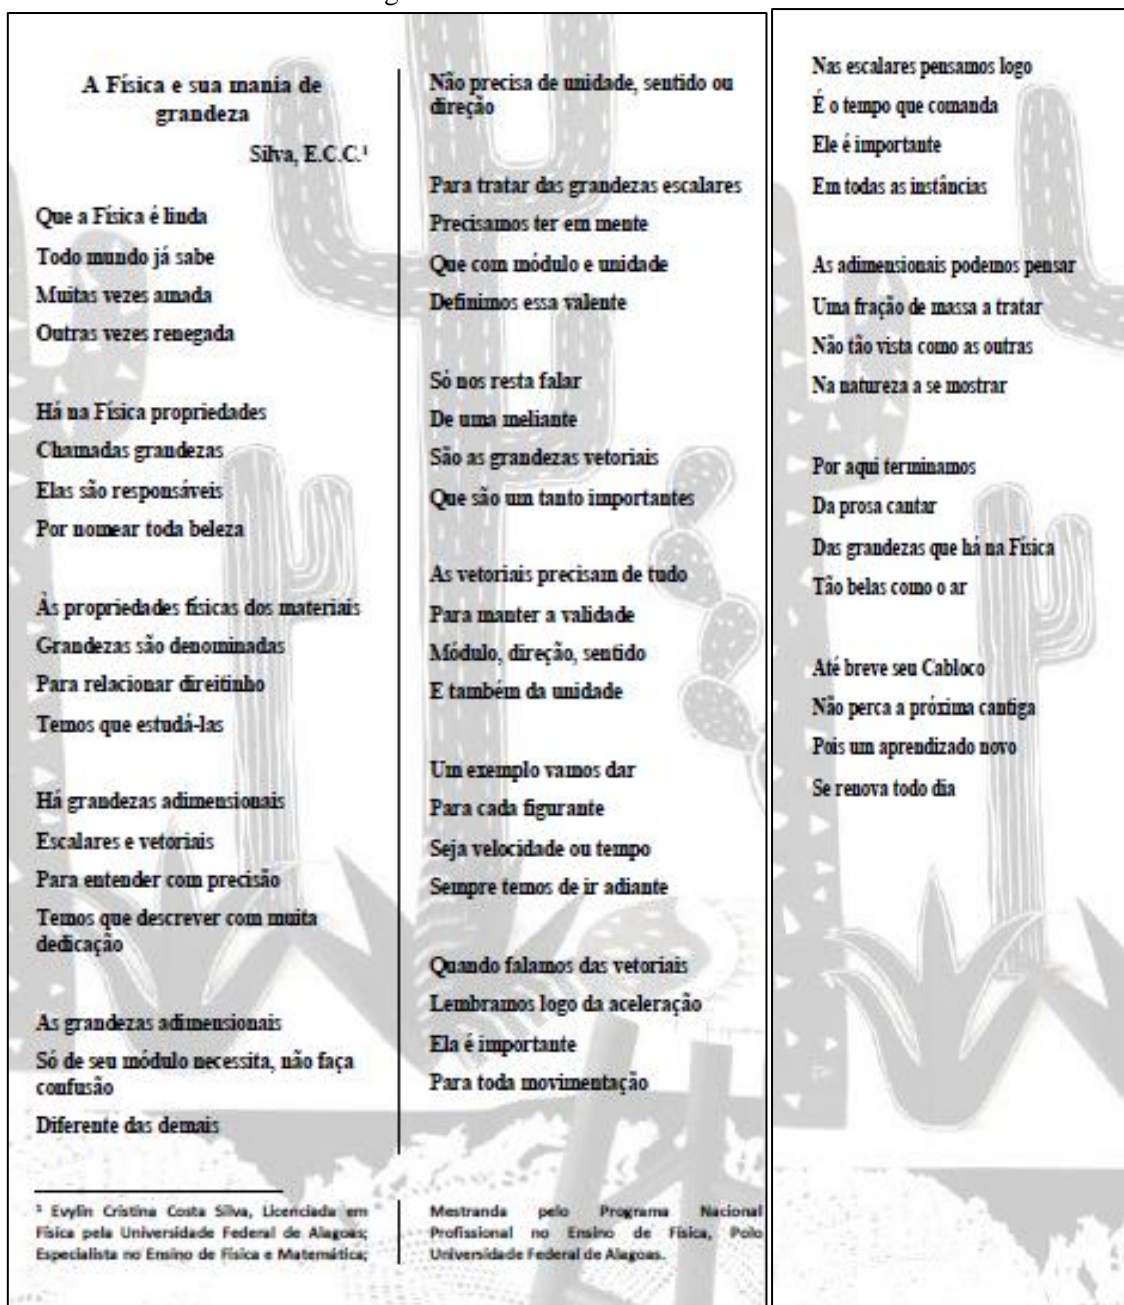 A Física e sua mania de
grandeza
Silva, E.C.C.¹
Que a Física é linda
Todo mundo já sabe
Muitas vezes amada
Outras vezes renegada
Há na Física propriedades
Chamadas grandezas
Elas são responsáveis
Por nomear toda beleza
Às propriedades físicas dos materiais
Grandezas são denominadas
Para relacionar direitinho
Temos que estudá-las
Há grandezas adimensionais
Escalares e vetoriais
Para entender com precisão
Temos que descrever com muita
dedicação
As grandezas adimensionais
Só de seu módulo necessita, não faça
confusão
Diferente das demais
Não precisa de unidade, sentido ou
direção
Para tratar das grandezas escalares
Precisamos ter em mente
Que com módulo e unidade
Definimos essa valente
Só nos resta falar
De uma meliante
São as grandezas vetoriais
Que são um tanto importantes
As vetoriais precisam de tudo
Para manter a validade
Módulo, direção, sentido
E também da unidade
Um exemplo vamos dar
Para cada figurante
Seja velocidade ou tempo
Sempre temos de ir adiante
Quando falamos das vetoriais
Lembramos logo da aceleração
Ela é importante
Para toda movimentação
¹ Evylin Cristina Costa Silva, Licenciada em
Física pela Universidade Federal de Alagoas;
Especialista no Ensino de Física e Matemática;
Mestranda pelo Programa Nacional
Profissional no Ensino de Física, Polo
Universidade Federal de Alagoas.
Nas escalares pensamos logo
É o tempo que comanda
Ele é importante
Em todas as instâncias
As adimensionais podemos pensar
Uma fração de massa a tratar
Não tão vista como as outras
Na natureza a se mostrar
Por aqui terminamos
Da prosa cantar
Das grandezas que há na Física
Tão belas como o ar
Até breve seu Cabloco
Não perca a próxima cantiga
Pois um aprendizado novo
Se renova todo dia